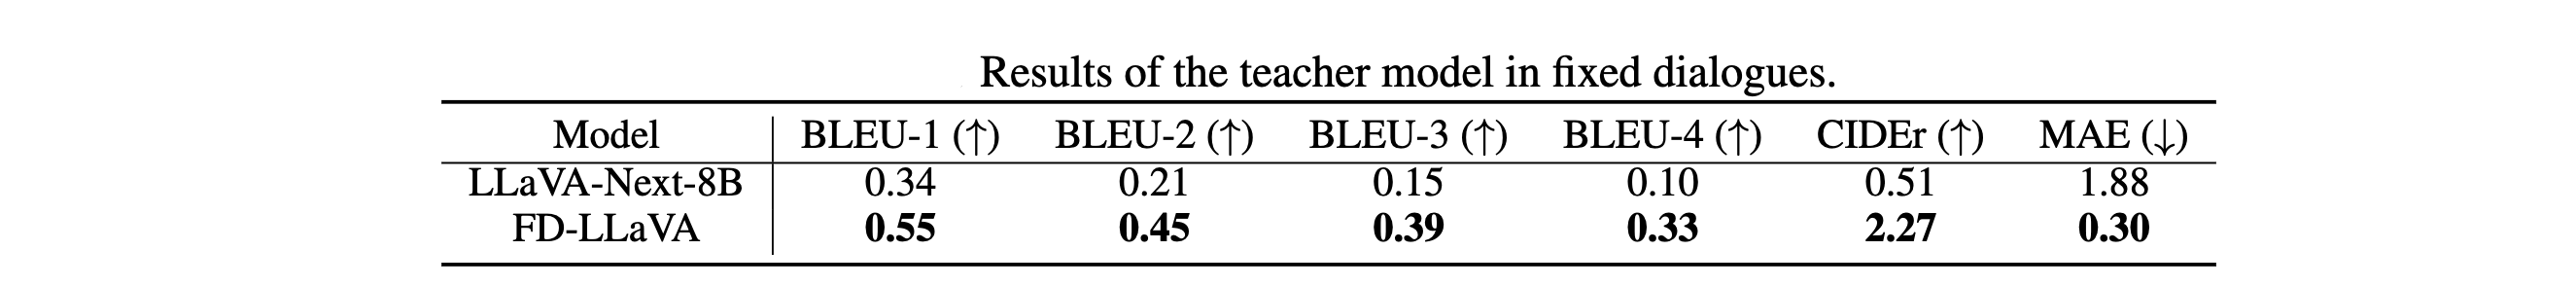 Results of the teacher model in fixed dialogues.
Model BLEU-1 (↑) BLEU-2 (↑) BLEU-3 (↑) BLEU-4 (↑) CIDEr (↑) MAE (↓)
LLaVA-Next-8B 0.34 0.21 0.15 0.10 0.51 1.88
FD-LLaVA 0.55 0.45 0.39 0.33 2.27 0.30